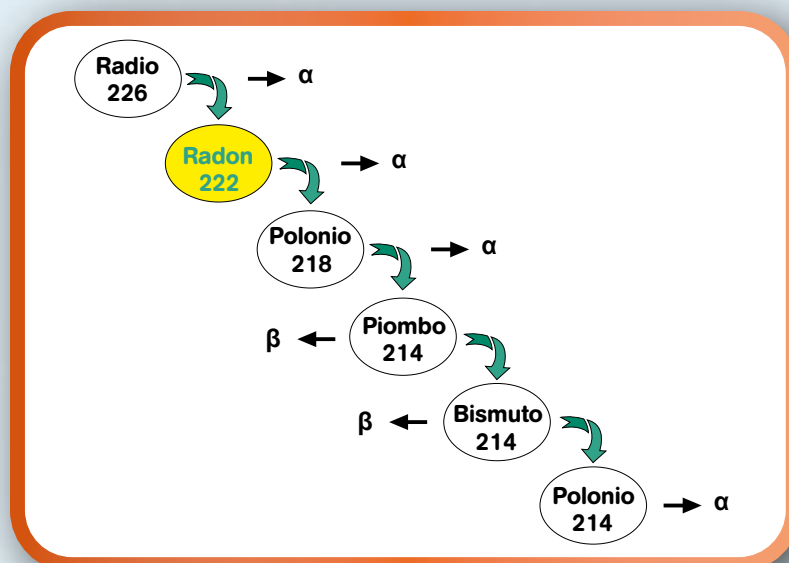 Radio
226
α
Radon
222
α
Polonio
218
α
Piombo
214
β
Bismuto
214
β
Polonio
214
α